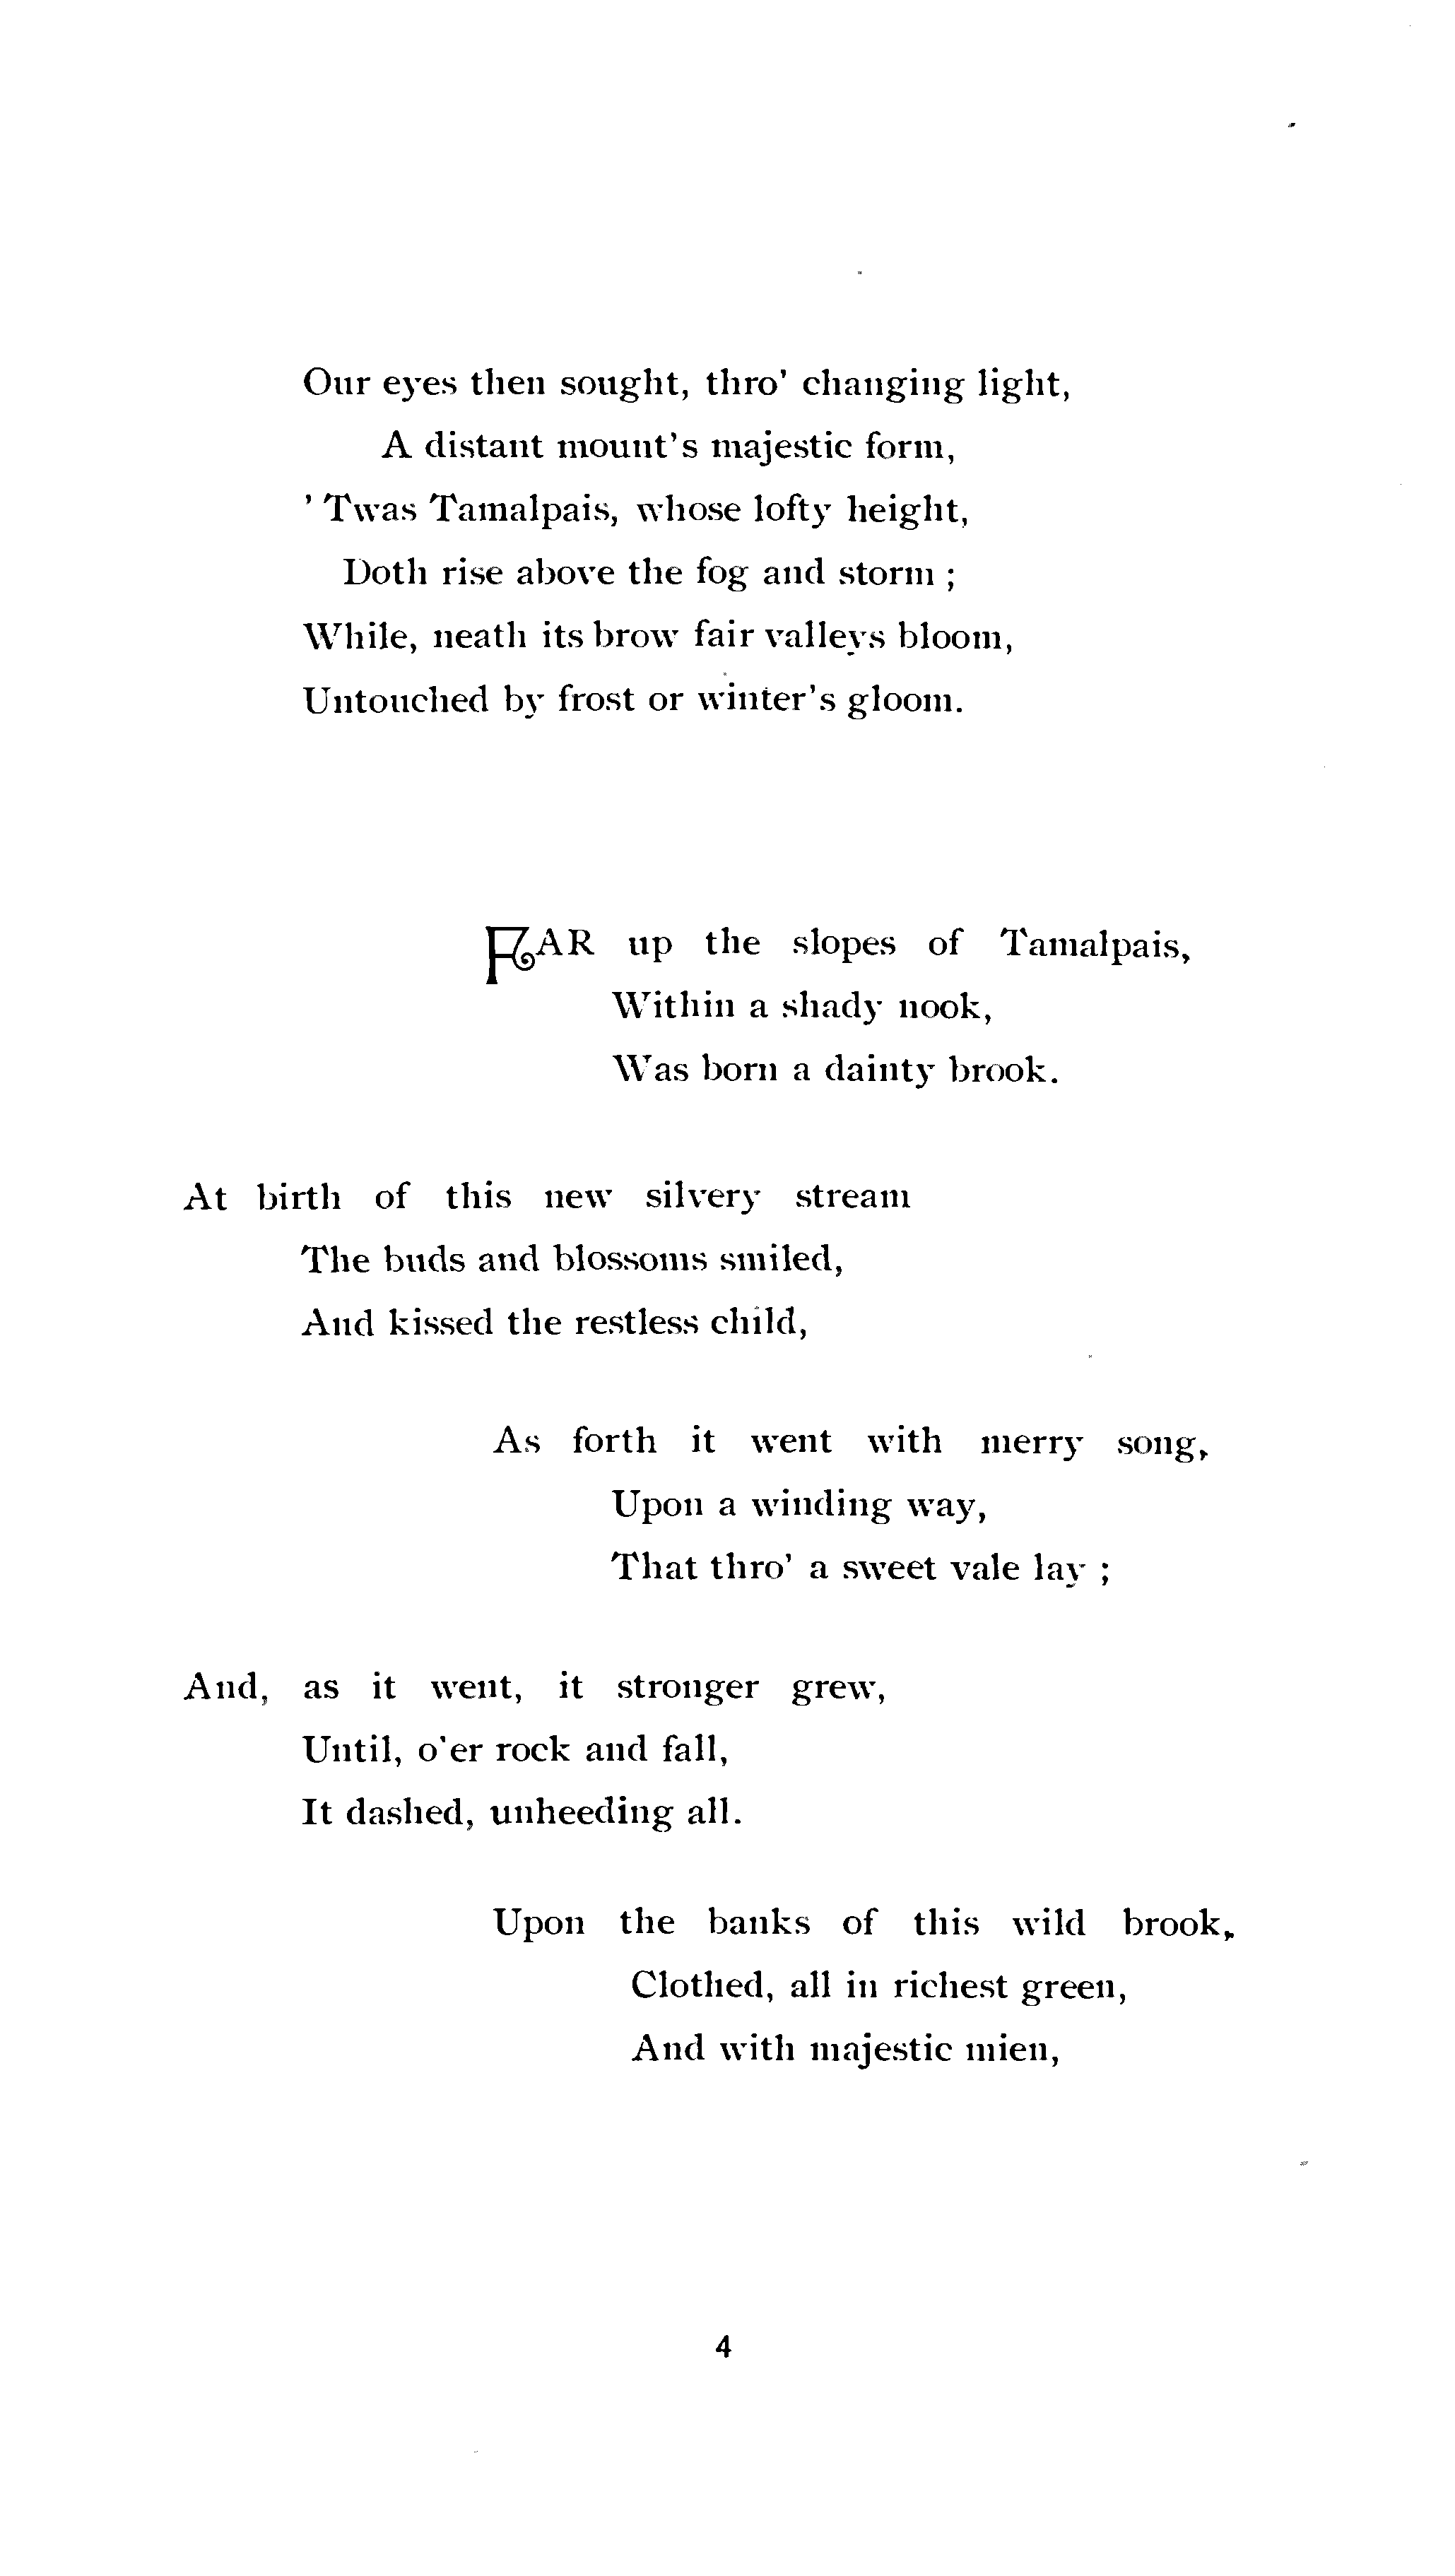 Our eyes then sought, thro' changing light,
A distant mount's majestic form,
'Twas Tamalpais, whose lofty height,
Doth rise above the fog and storm ;
While, neath its brow fair valleys bloom,
Untouched by frost or winter's gloom.
FAR up the slopes of Tamalpais,
Within a shady nook,
Was born a dainty brook.
At birth of this new silvery stream
The buds and blossoms smiled,
And kissed the restless child,
As forth it went with merry song,
Upon a winding way,
That thro' a sweet vale lay ;
And, as it went, it stronger grew,
Until, o'er rock and fall,
It dashed, unheeding all.
Upon the banks of this wild brook,
Clothed, all in richest green,
And with majestic mien,
4